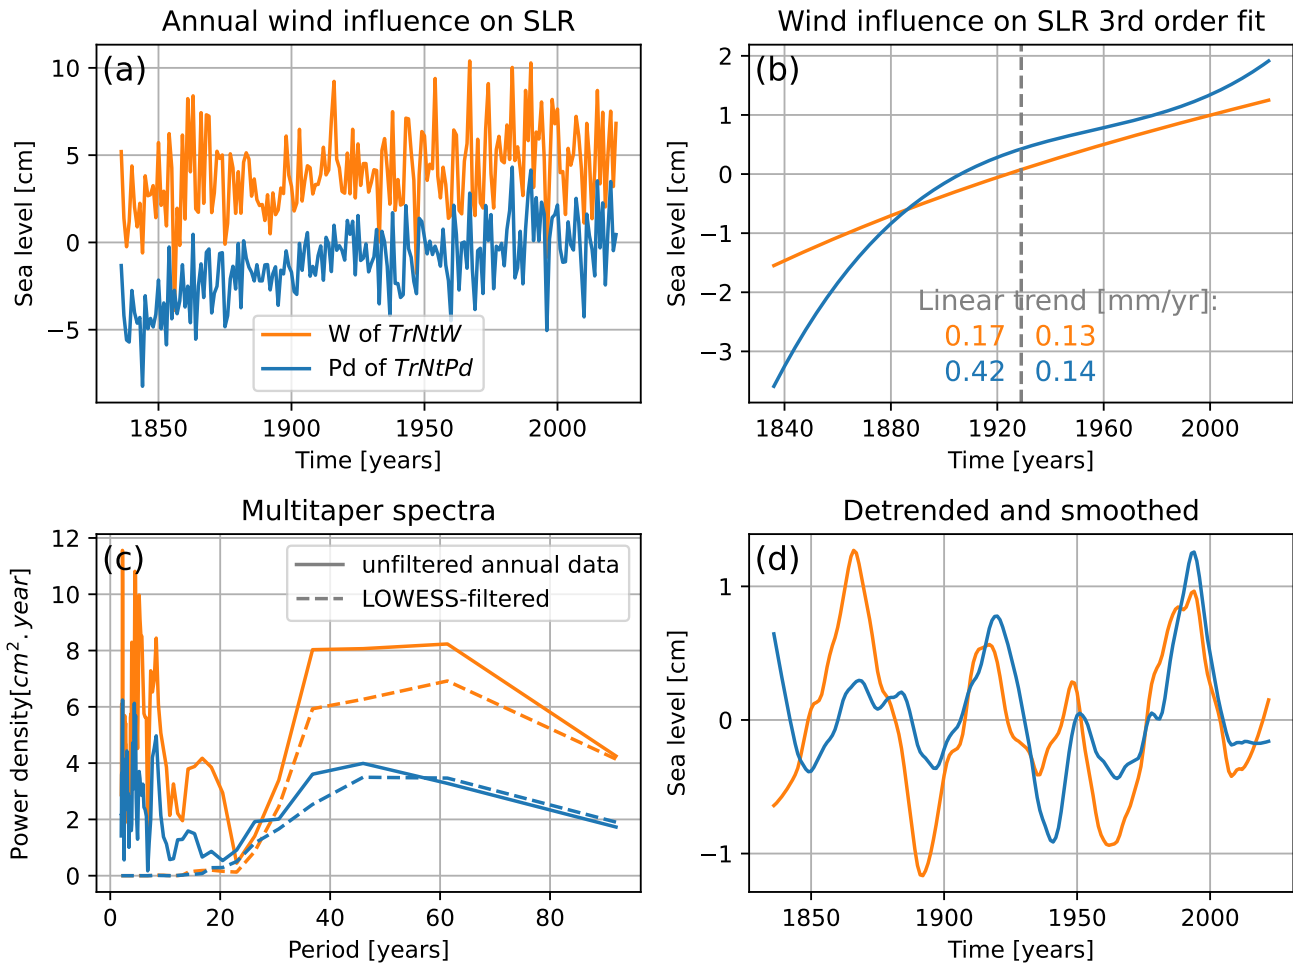 Annual wind influence on SLR
(a)
Sea level [cm]
10
5
0
−5
W of TrNtW
Pd of TrNtPd
1850
1900
1950
2000
Time [years]
Wind influence on SLR 3rd order fit
(b)
Sea level [cm]
2
1
0
−1
−2
−3
Linear trend [mm/yr]:
0.17 0.13
0.42 0.14
1840
1880
1920
1960
2000
Time [years]
Multitaper spectra
(c)
Power density[cm².year]
12
10
8
6
4
2
0
unfiltered annual data
LOWESS-filtered
0
20
40
60
80
Period [years]
Detrended and smoothed
(d)
Sea level [cm]
1
0
−1
1850
1900
1950
2000
Time [years]